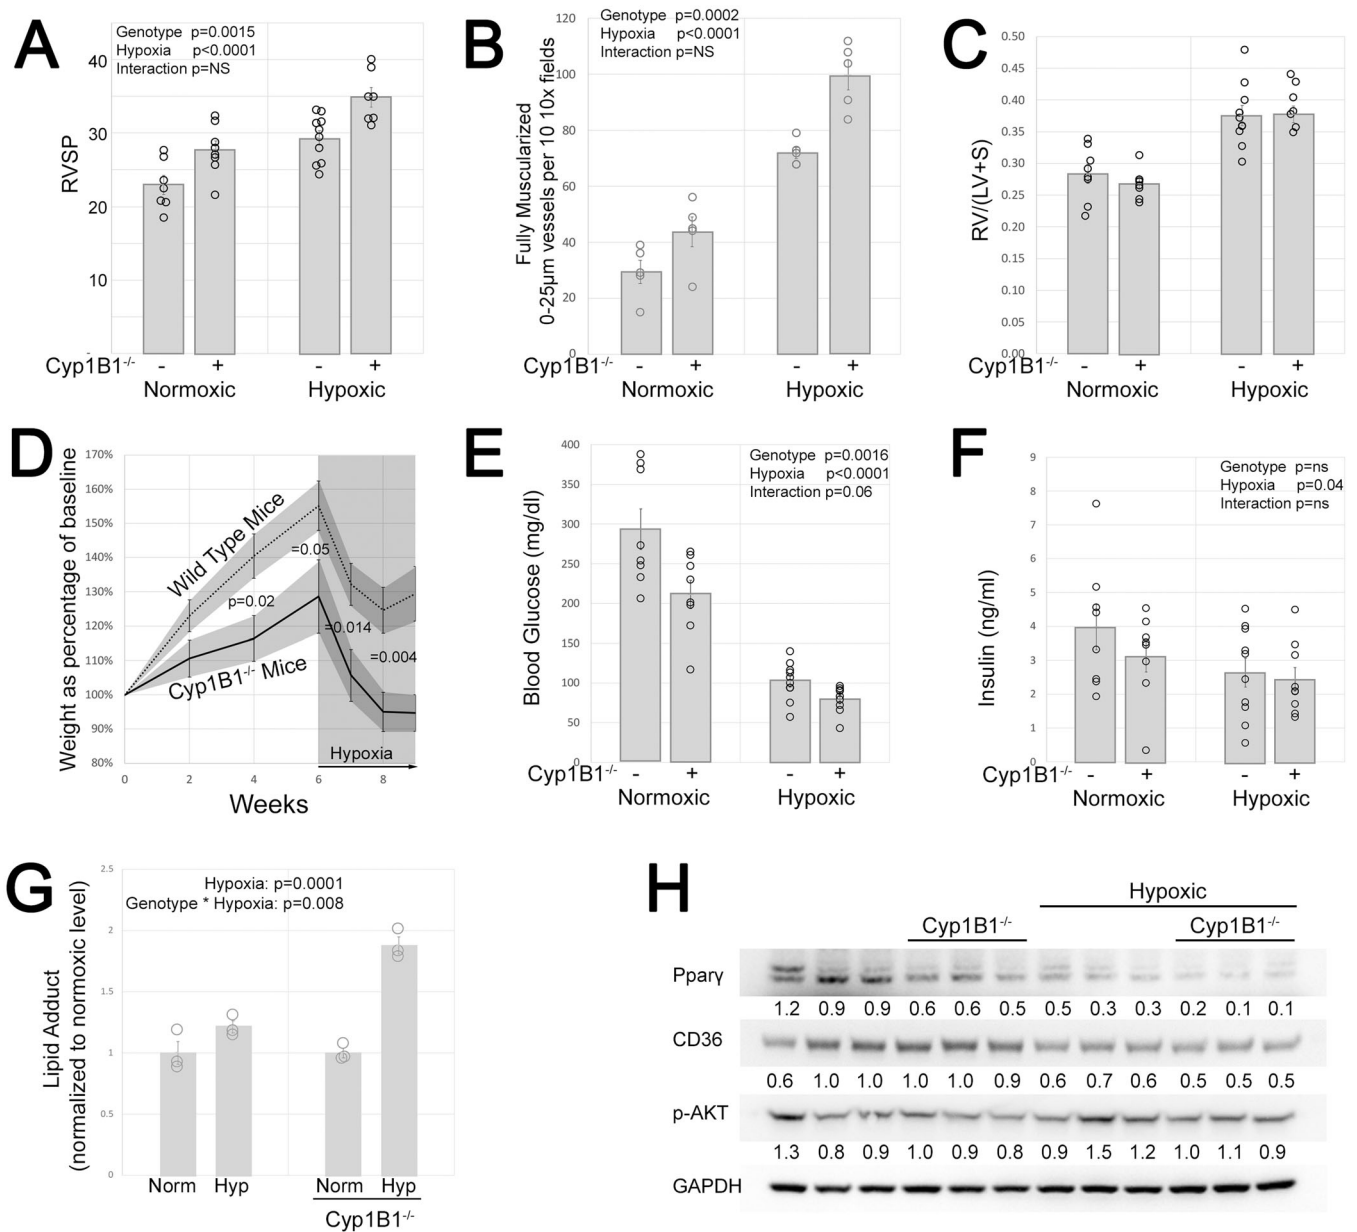 A
Genotype p=0.0015
Hypoxia p<0.0001
Interaction p=NS
RVSP
40
30
20
10
-
Cyp1B1-/- - + - +
Normoxic Hypoxic
B
Genotype p=0.0002
Hypoxia p<0.0001
Interaction p=NS
Fully Muscularized
0-25µm vessels per 10 10x fields
120
100
80
60
40
20
0
Cyp1B1-/- - + - +
Normoxic Hypoxic
C
RV/(LV+S)
0.50
0.45
0.40
0.35
0.30
0.25
0.20
0.15
0.10
0.05
0.00
Cyp1B1-/- - + - +
Normoxic Hypoxic
D
Weight as percentage of baseline
170%
160%
150%
140%
130%
120%
110%
100%
90%
80%
Wild Type Mice
=0.05
p=0.02
=0.014
=0.004
Cyp1B1-/- Mice
Hypoxia
0 2 4 6 8
Weeks
E
Genotype p=0.0016
Hypoxia p<0.0001
Interaction p=0.06
Blood Glucose (mg/dl)
400
350
300
250
200
150
100
50
0
Cyp1B1-/- - + - +
Normoxic Hypoxic
F
Genotype p=ns
Hypoxia p=0.04
Interaction p=ns
Insulin (ng/ml)
9
8
7
6
5
4
3
2
1
0
Cyp1B1-/- - + - +
Normoxic Hypoxic
G
Hypoxia: p=0.0001
Genotype * Hypoxia: p=0.008
Lipid Adduct
(normalized to normoxic level)
2.5
2
1.5
1
0.5
0
Norm Hyp Norm Hyp
Cyp1B1-/-
H
Hypoxic
Cyp1B1-/- Cyp1B1-/-
Pparγ
1.2 0.9 0.9 0.6 0.6 0.5 0.5 0.3 0.3 0.2 0.1 0.1
CD36
0.6 1.0 1.0 1.0 1.0 0.9 0.6 0.7 0.6 0.5 0.5 0.5
p-AKT
1.3 0.8 0.9 1.0 0.9 0.8 0.9 1.5 1.2 1.0 1.1 0.9
GAPDH